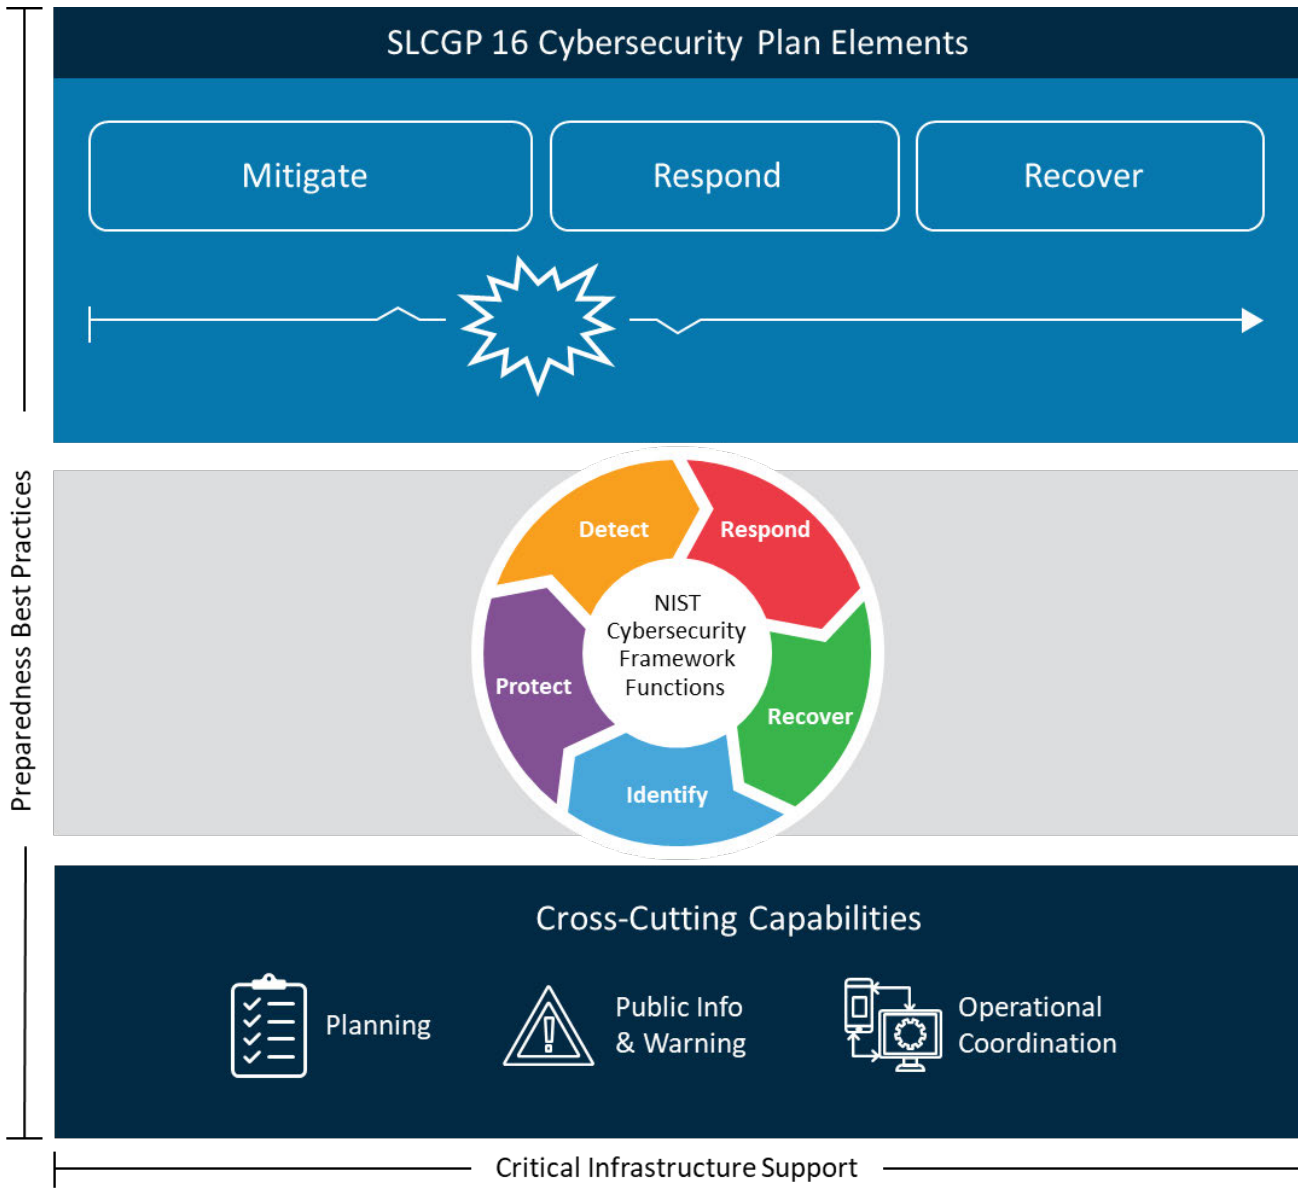 SLCGP 16 Cybersecurity Plan Elements
Mitigate
Respond
Recover
Preparedness Best Practices
Detect
Respond
Protect
Recover
Identify
NIST
Cybersecurity
Framework
Functions
Cross-Cutting Capabilities
Planning
Public Info
& Warning
Operational
Coordination
Critical Infrastructure Support